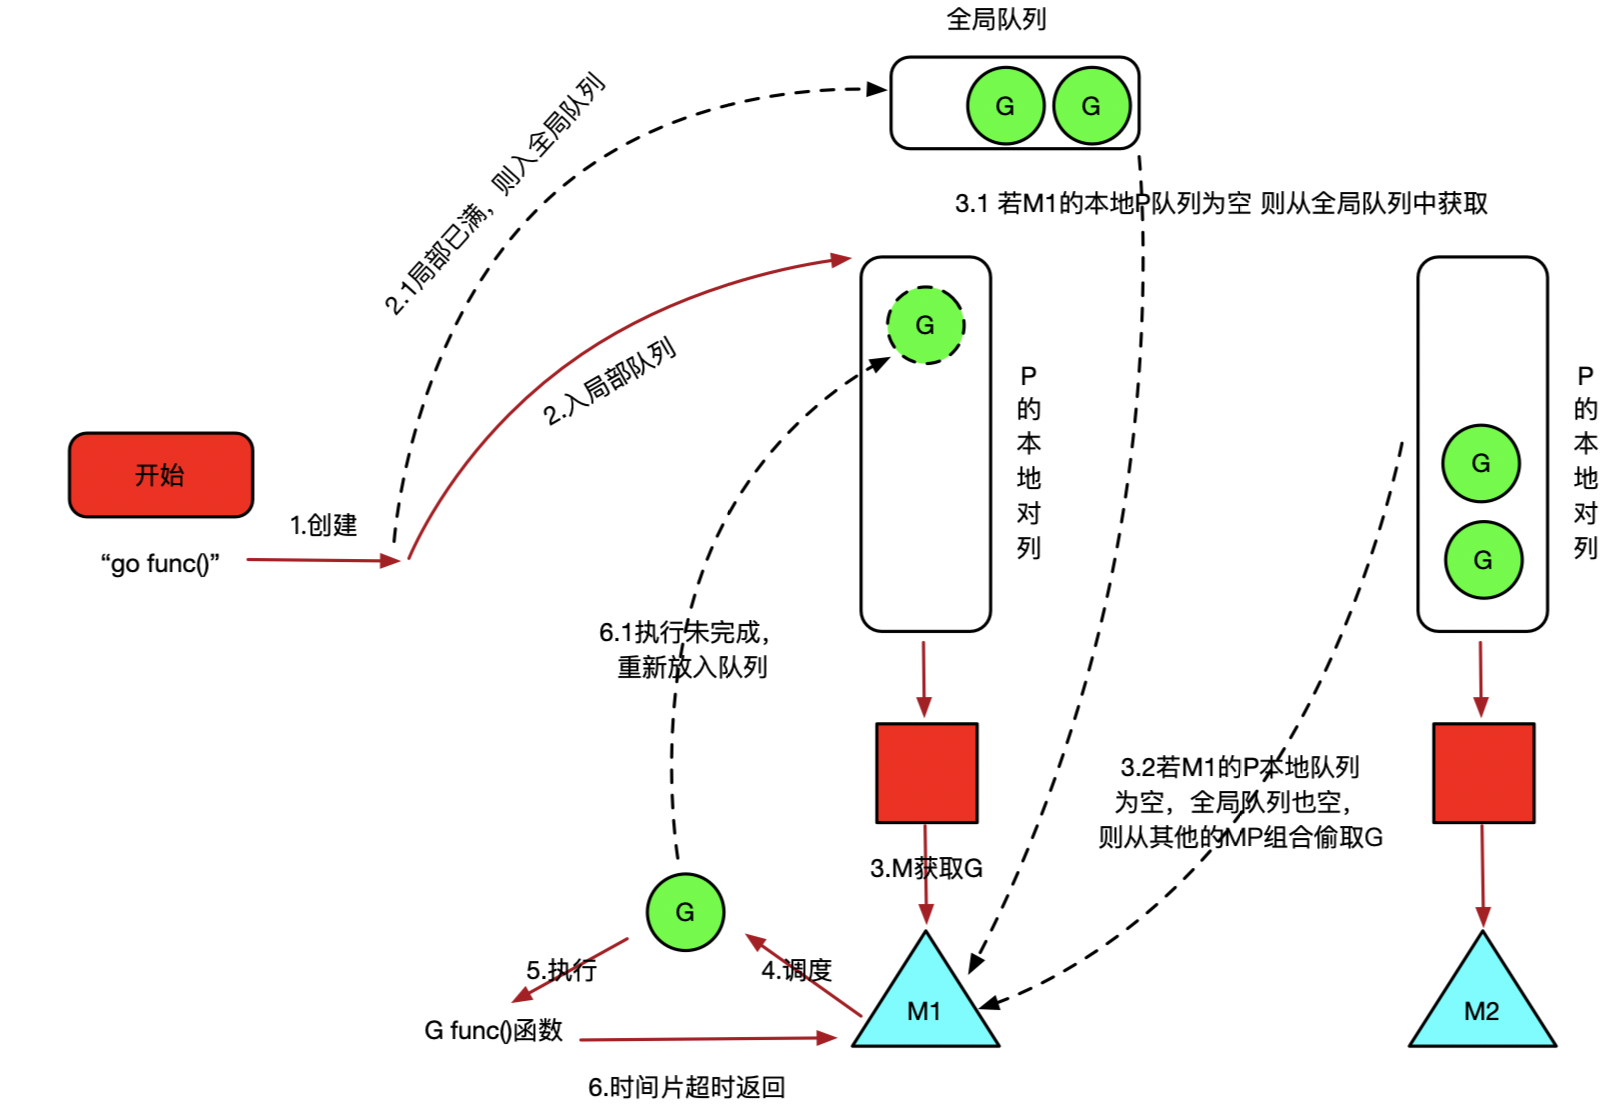 全局队列
G
G
2.1局部已满，则入全局队列
3.1 若M1的本地P队列为空 则从全局队列中获取
G
2.入局部队列
P
的
本
地
对
列
P
的
本
地
对
列
开始
1.创建
“go func()”
G
G
6.1执行未完成，
重新放入队列
3.2若M1的P本地队列
为空，全局队列也空，
则从其他的MP组合偷取G
3.M获取G
G
5.执行
4.调度
G func()函数
M1
M2
6.时间片超时返回